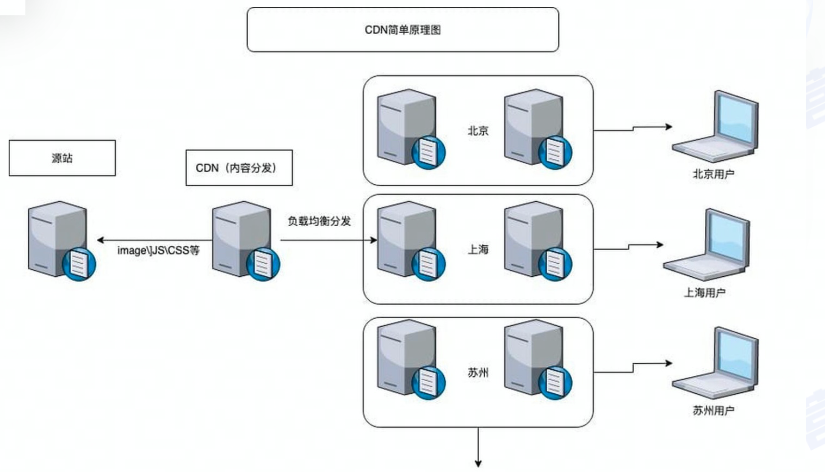 CDN简单原理图
源站
CDN（内容分发）
image\JS\CSS等
负载均衡分发
北京
北京用户
上海
上海用户
苏州
苏州用户